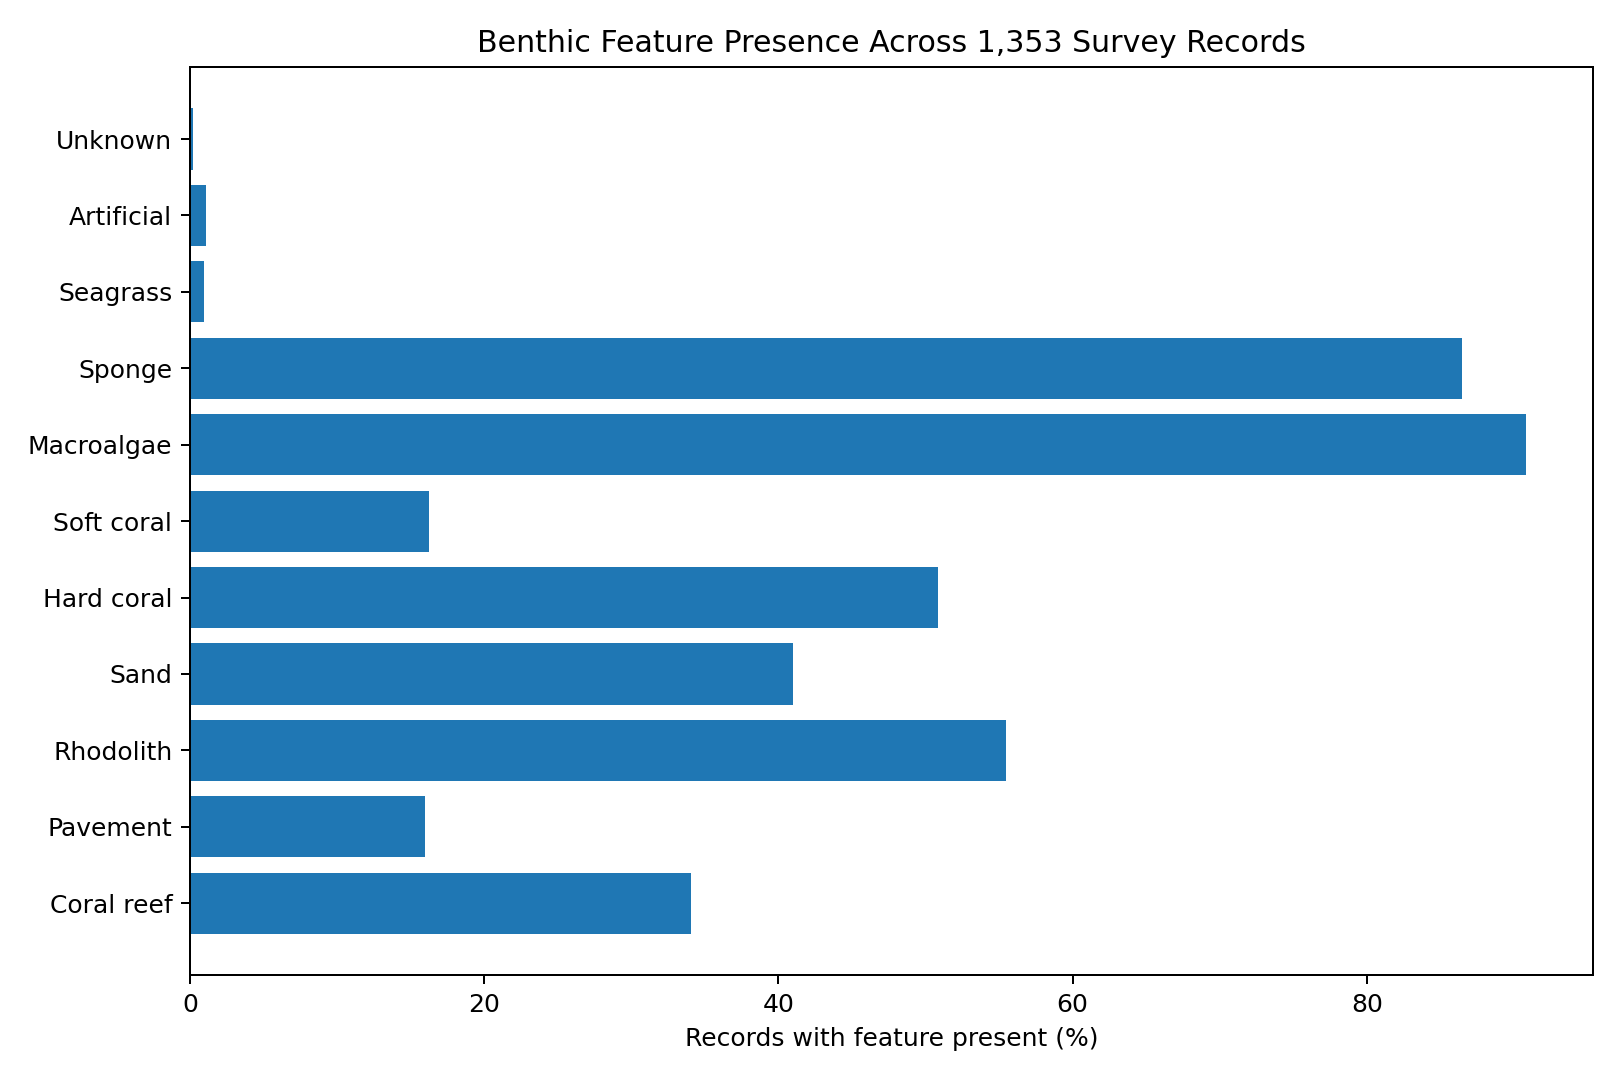 Benthic Feature Presence Across 1,353 Survey Records
Unknown
Artificial
Seagrass
Sponge
Macroalgae
Soft coral
Hard coral
Sand
Rhodolith
Pavement
Coral reef
0 20 40 60 80
Records with feature present (%)